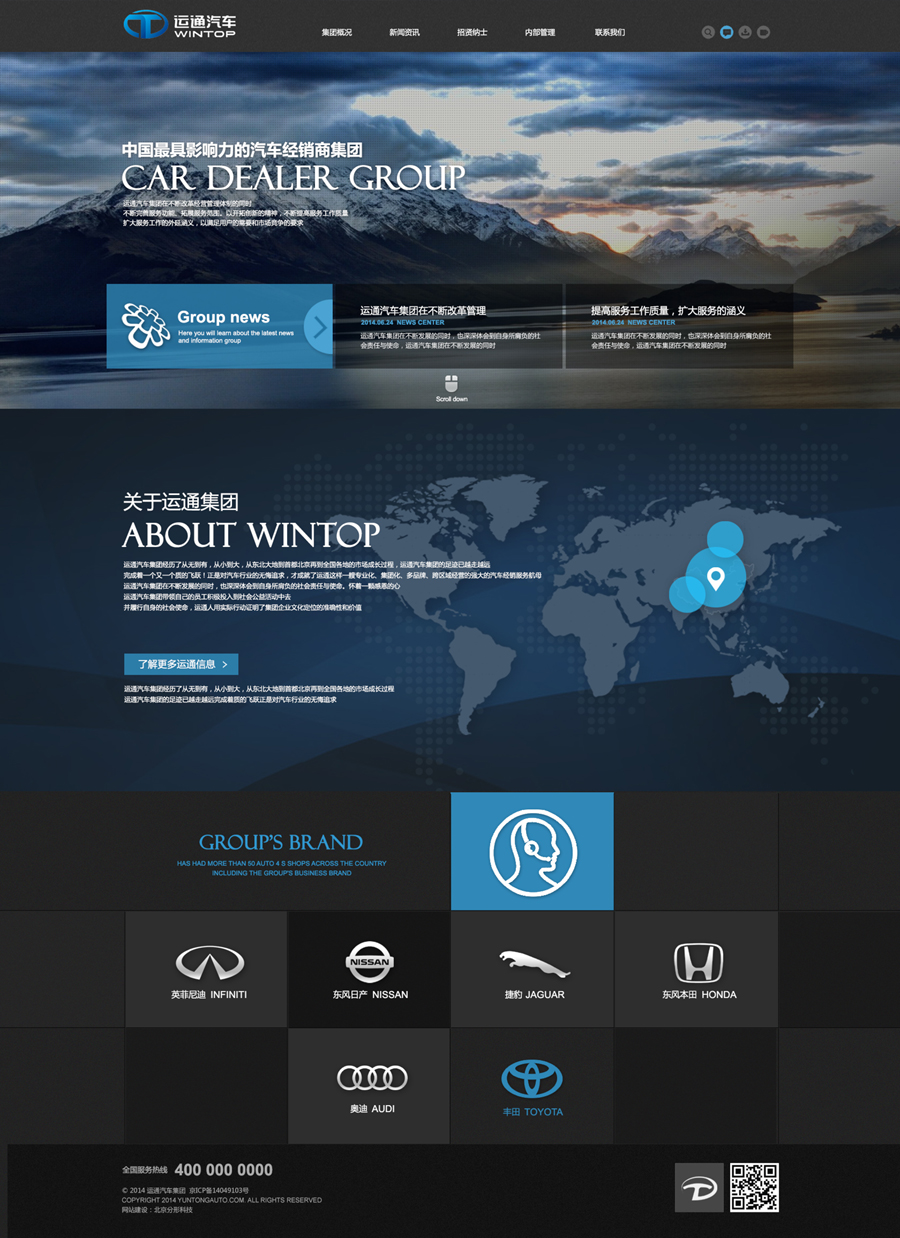 运通汽车
WINTOP
集团概况
新闻资讯
招贤纳士
内部管理
联系我们
中国最具影响力的汽车经销商集团
CAR DEALER GROUP
运通汽车集团在不断改革经营管理体制的同时
不断完善服务功能、拓展服务范围。以开拓创新的精神，不断提高服务工作质量
扩大服务工作的外延涵义，以满足用户的需要和市场竞争的要求
Group news
Here you will learn about the latest news
and information group
运通汽车集团在不断改革管理
2014.06.24 NEWS CENTER
运通汽车集团在不断发展的同时，也深深体会到自身所肩负的社
会责任与使命，运通汽车集团在不断发展的同时
提高服务工作质量，扩大服务的涵义
2014.06.24 NEWS CENTER
运通汽车集团在不断发展的同时，也深深体会到自身所肩负的社
会责任与使命，运通汽车集团在不断发展的同时
Scroll down
关于运通集团
ABOUT WINTOP
运通汽车集团经历了从无到有，从小到大，从东北大地到首都北京再到全国各地的市场成长过程，运通汽车集团的足迹已越走越远
完成着一个又一个质的飞跃！正是对汽车行业的无悔追求，才成就了运通这样一艘专业化、集团化、多品牌、跨区域经营的强大的汽车经销服务航母
运通汽车集团在不断发展的同时，也深深体会到自身所肩负的社会责任与使命。怀着一颗感恩的心
运通汽车集团带领自己的员工积极投入到社会公益活动中去
并履行自身的社会使命，运通人用实际行动证明了集团企业文化定位的准确性和价值
了解更多运通信息 >
运通汽车集团经历了从无到有，从小到大，从东北大地到首都北京再到全国各地的市场成长过程
运通汽车集团的足迹已越走越远完成着质的飞跃正是对汽车行业的无悔追求
GROUP'S BRAND
HAS HAD MORE THAN 50 AUTO 4 S SHOPS ACROSS THE COUNTRY
INCLUDING THE GROUP'S BUSINESS BRAND
英菲尼迪 INFINITI
NISSAN
东风日产 NISSAN
捷豹 JAGUAR
东风本田 HONDA
奥迪 AUDI
丰田 TOYOTA
全国服务热线 400 000 0000
© 2014 运通汽车集团 京ICP备14049103号
COPYRIGHT 2014 YUNTONGAUTO.COM. ALL RIGHTS RESERVED
网站建设：北京分形科技